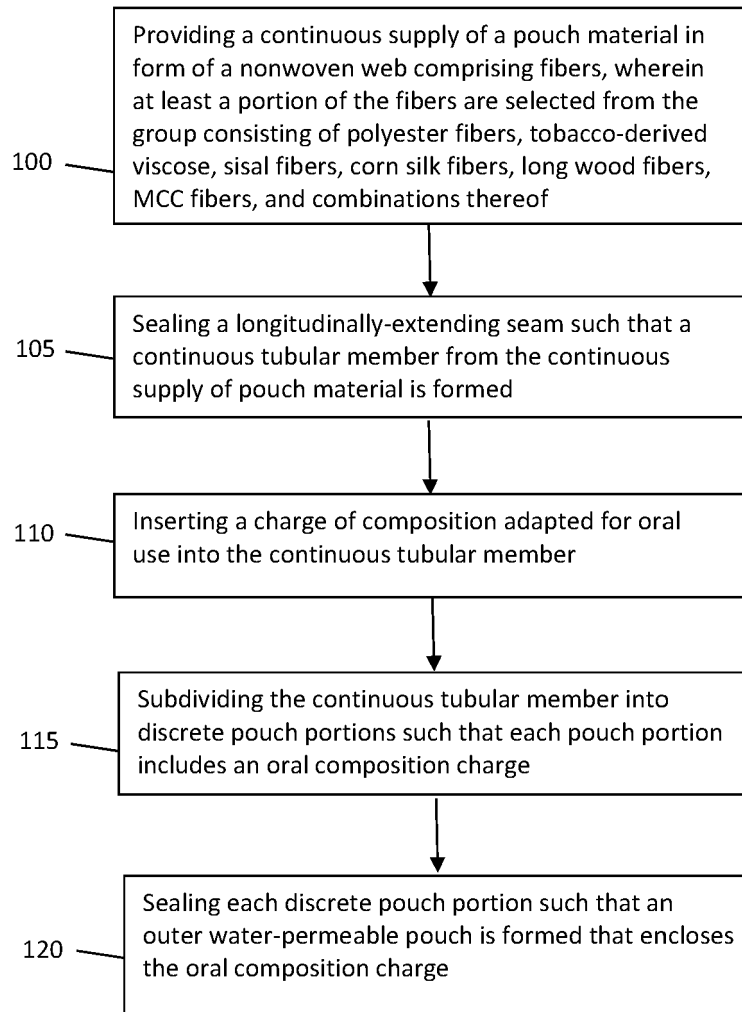 Providing a continuous supply of a pouch material in
form of a nonwoven web comprising fibers, wherein
at least a portion of the fibers are selected from the
group consisting of polyester fibers, tobacco-derived
viscose, sisal fibers, corn silk fibers, long wood fibers,
MCC fibers, and combinations thereof
100
Sealing a longitudinally-extending seam such that a
continuous tubular member from the continuous
supply of pouch material is formed
105
Inserting a charge of composition adapted for oral
use into the continuous tubular member
110
Subdividing the continuous tubular member into
discrete pouch portions such that each pouch portion
includes an oral composition charge
115
Sealing each discrete pouch portion such that an
outer water-permeable pouch is formed that encloses
the oral composition charge
120